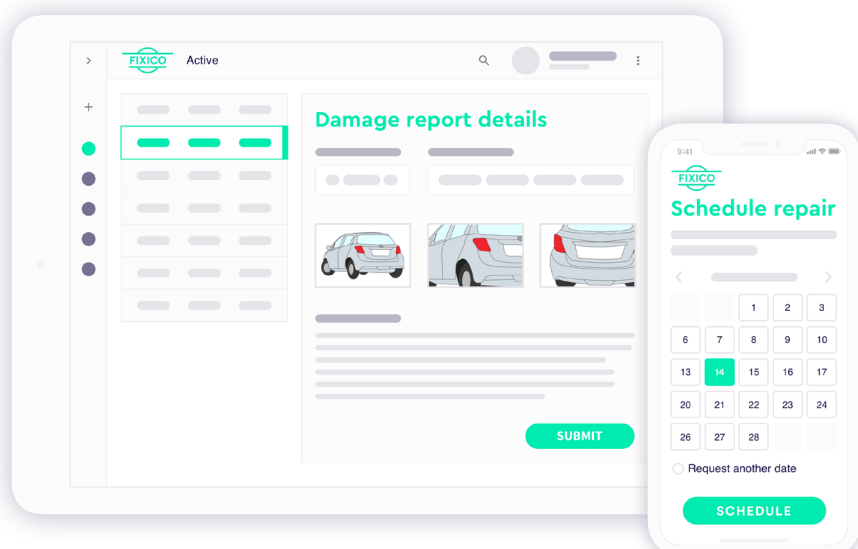 FIXICO
Active
Damage report details
SUBMIT
9:41
FIXICO
Schedule repair
1 2 3
6 7 8 9 10
13 14 15 16 17
20 21 22 23 24
26 27 28
Request another date
SCHEDULE